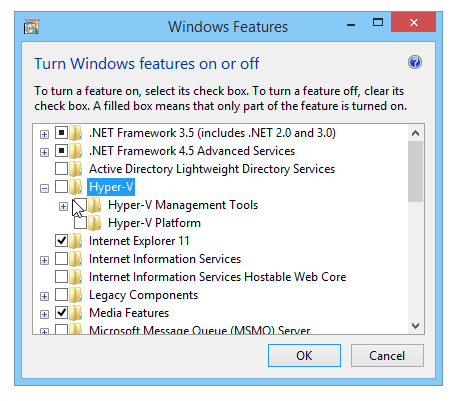 Windows Features
Turn Windows features on or off
To turn a feature on, select its check box. To turn a feature off, clear its
check box. A filled box means that only part of the feature is turned on.
.NET Framework 3.5 (includes .NET 2.0 and 3.0)
.NET Framework 4.5 Advanced Services
Active Directory Lightweight Directory Services
Hyper-V
Hyper-V Management Tools
Hyper-V Platform
Internet Explorer 11
Internet Information Services
Internet Information Services Hostable Web Core
Legacy Components
Media Features
Microsoft Message Queue (MSMQ) Server
OK
Cancel